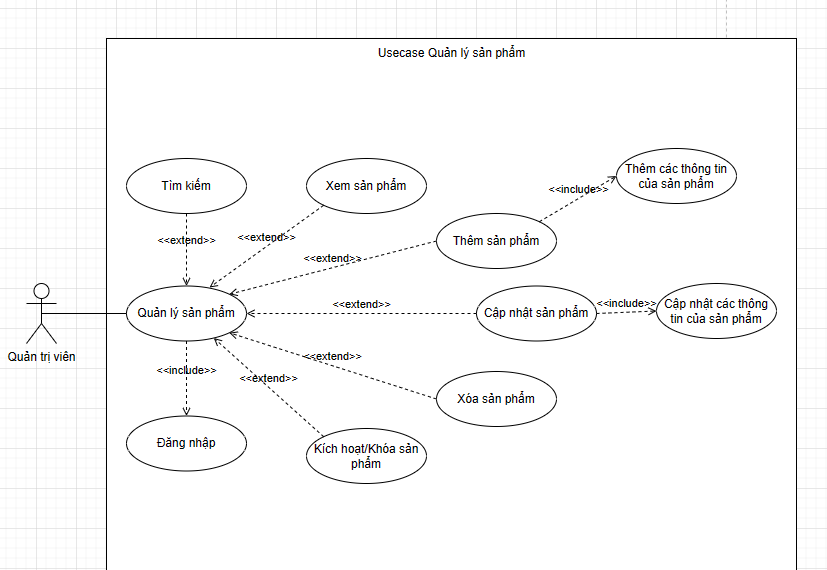 Usecase Quản lý sản phẩm
Tìm kiếm
Xem sản phẩm
Thêm các thông tin
của sản phẩm
<<include>>
<<extend>>
<<extend>>
Thêm sản phẩm
<<extend>>
Quản trị viên
Quản lý sản phẩm
<<extend>>
Cập nhật sản phẩm
<<include>>
Cập nhật các thông
tin của sản phẩm
<<extend>>
<<include>>
<<extend>>
Xóa sản phẩm
Đăng nhập
Kích hoạt/Khóa sản
phẩm